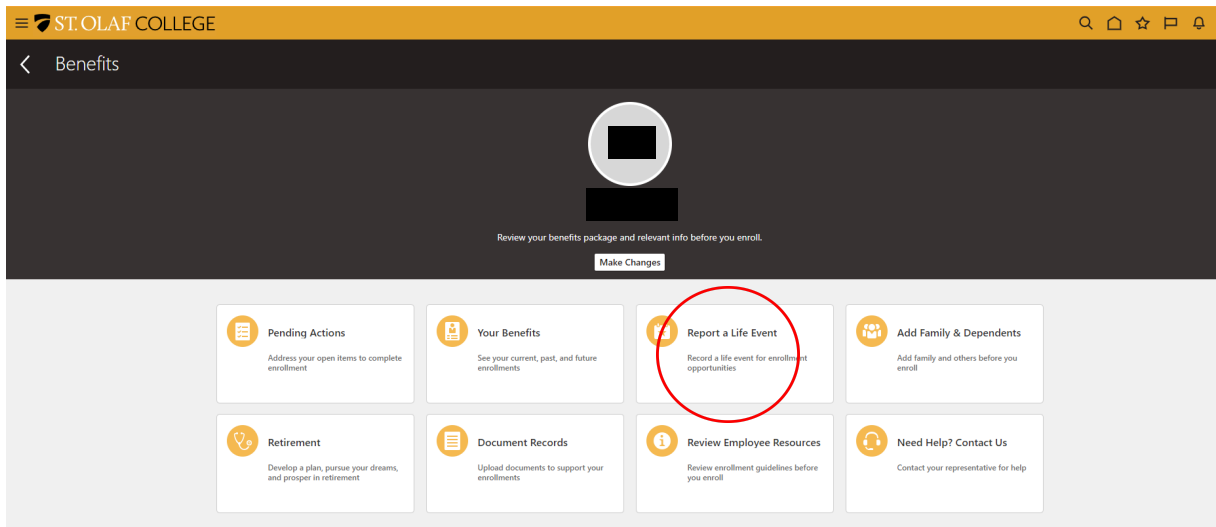 ST. OLAF COLLEGE
Benefits
Review your benefits package and relevant info before you enroll.
Make Changes
Pending Actions
Address your open items to complete
enrollment
Your Benefits
See your current, past, and future
enrollments
Report a Life Event
Record a life event for enrollment
opportunities
Add Family & Dependents
Add family and others before you
enroll
Retirement
Develop a plan, pursue your dreams,
and prosper in retirement
Document Records
Upload documents to support your
enrollments
Review Employee Resources
Review enrollment guidelines before
you enroll
Need Help? Contact Us
Contact your representative for help